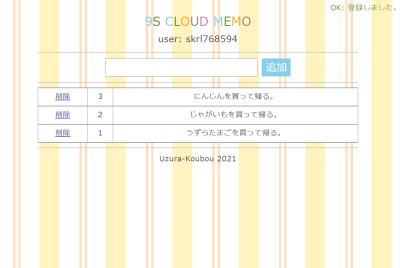 OK: 登録しました。
9S CLOUD MEMO
user: skrl768594
追加
削除 3 にんじんを買って帰る。
削除 2 じゃがいもを買って帰る。
削除 1 うずらたまごを買って帰る。
Uzura-Koubou 2021